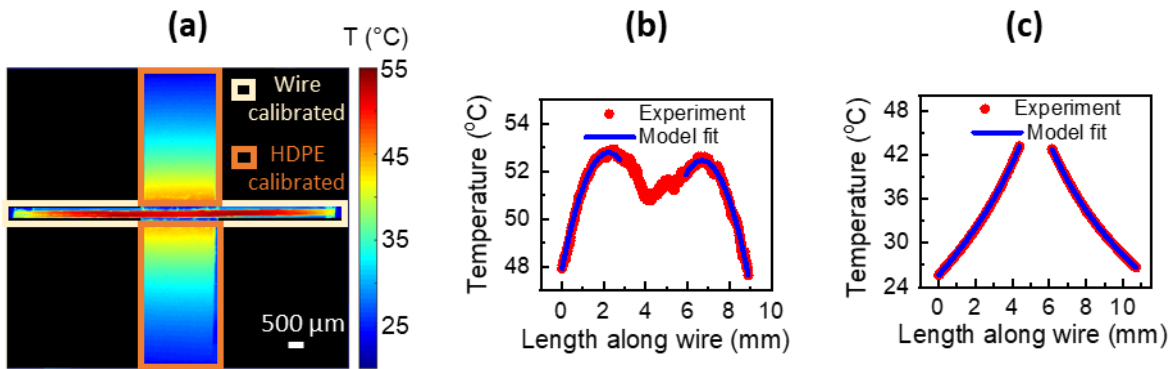 (a)
T (°C)
Wire
calibrated
HDPE
calibrated
500 µm
55
45
35
25
(b)
Temperature (°C)
54
52
50
48
Experiment
Model fit
0 2 4 6 8 10
Length along wire (mm)
(c)
Temperature (°C)
48
42
36
30
24
Experiment
Model fit
0 2 4 6 8 10
Length along wire (mm)